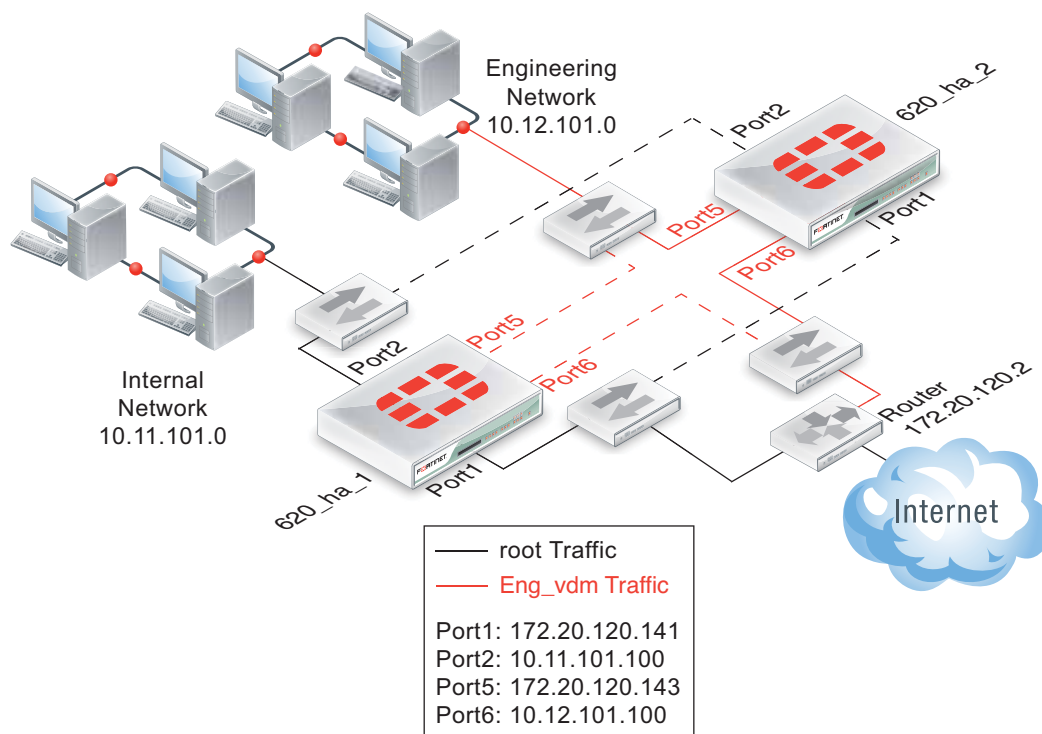 Engineering
Network
10.12.101.0
620_ha_2
Port2
Port1
Port5
Port6
FORTINET
Port5
Port2
Port6
Internal
Network
10.11.101.0
Router
172.20.120.2
FORTINET
Port1
620_ha_1
Internet
root Traffic
Eng_vdm Traffic
Port1: 172.20.120.141
Port2: 10.11.101.100
Port5: 172.20.120.143
Port6: 10.12.101.100